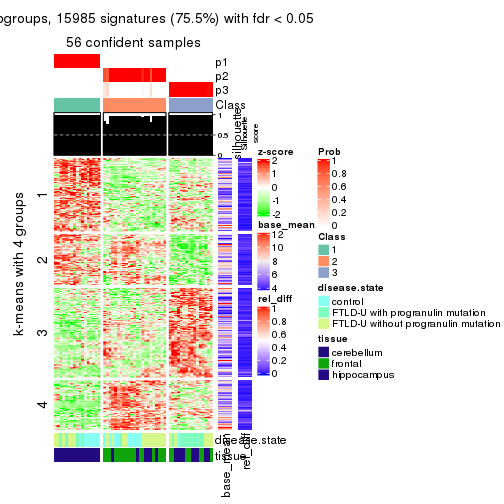 ogroups, 15985 signatures (75.5%) with fdr < 0.05
56 confident samples
p1
p2
p3
Class
1
0.5
0
silhouette
Silhouette
score
k-means with 4 groups
1
2
3
4
z-score
2
1
0
-1
-2
Prob
1
0.8
0.6
0.4
0.2
0
base_mean
12
10
8
6
4
Class
1
2
3
rel_diff
1
0.8
0.6
0.4
0.2
0
disease.state
control
FTLD-U with progranulin mutation
FTLD-U without progranulin mutation
tissue
cerebellum
frontal
hippocampus
disease.state
tissue
base_mean
rel_diff